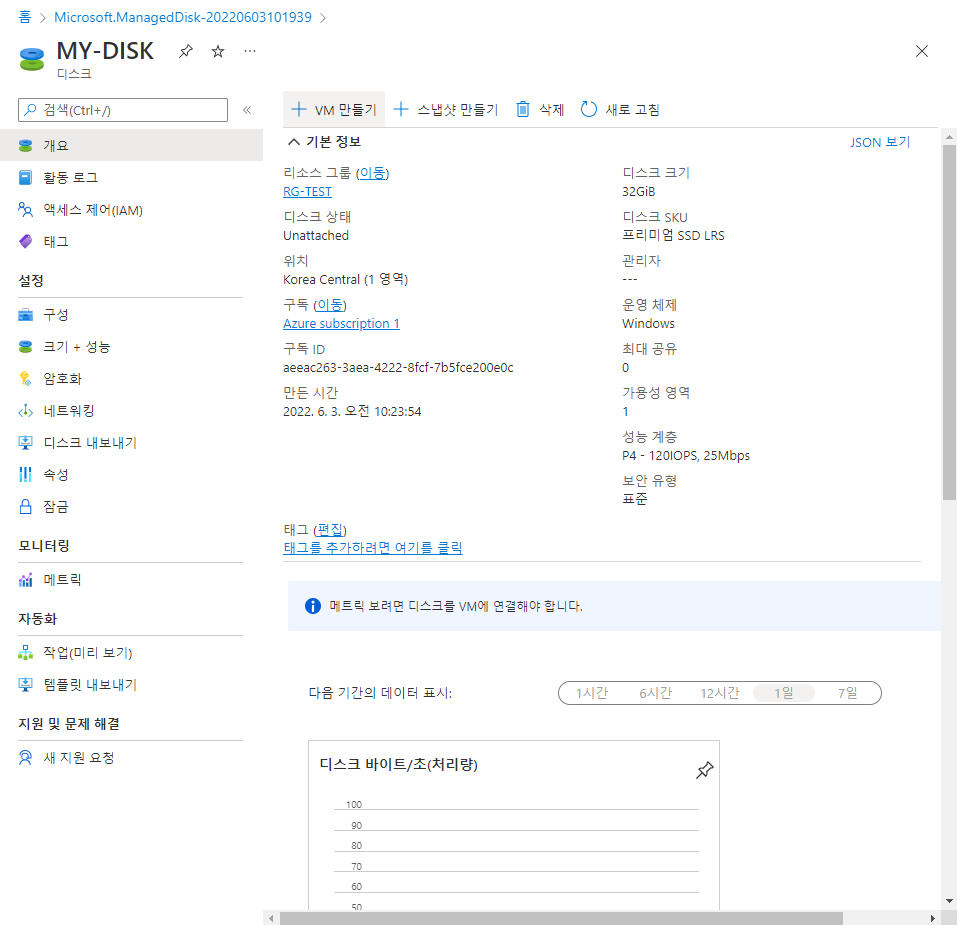 홈 > Microsoft.ManagedDisk-20220603101939 >
MY-DISK
디스크
검색(Ctrl+/)
개요
활동 로그
액세스 제어(IAM)
태그
설정
구성
크기 + 성능
암호화
네트워킹
디스크 내보내기
속성
잠금
모니터링
메트릭
자동화
작업(미리 보기)
템플릿 내보내기
지원 및 문제 해결
새 지원 요청
VM 만들기 스냅샷 만들기 삭제 새로 고침
기본 정보
JSON 보기
리소스 그룹 (이동)
RG-TEST
디스크 상태
Unattached
위치
Korea Central (1 영역)
구독 (이동)
Azure subscription 1
구독 ID
aeeac263-3aea-4222-8fcf-7b5fce200e0c
만든 시간
2022. 6. 3. 오전 10:23:54
디스크 크기
32GiB
디스크 SKU
프리미엄 SSD LRS
관리자
---
운영 체제
Windows
최대 공유
0
가용성 영역
1
성능 계층
P4 - 120IOPS, 25Mbps
보안 유형
표준
태그 (편집)
태그를 추가하려면 여기를 클릭
메트릭 보려면 디스크를 VM에 연결해야 합니다.
다음 기간의 데이터 표시:
1시간 6시간 12시간 1일 7일
디스크 바이트/초(처리량)
100
90
80
70
60
50